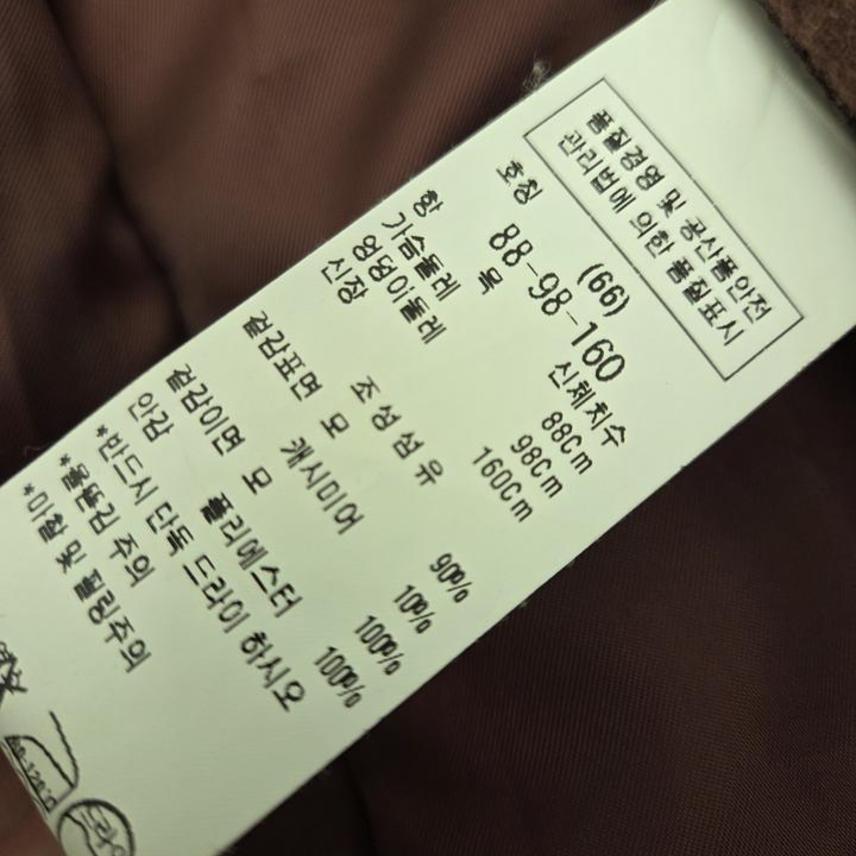 품질경영 및 공산품안전
관리법에 의한 품질표시
호칭 (66)
88-98-160
항 목 신체치수
가슴둘레 88Cm
엉덩이둘레 98Cm
신장 160Cm
조성섬유
겉감표면 모 90%
캐시미어 10%
겉감이면 모 100%
안감 폴리에스터 100%
*반드시 단독 드라이 하시오
*올뜯김 주의
*마찰 및 필링주의
드라이